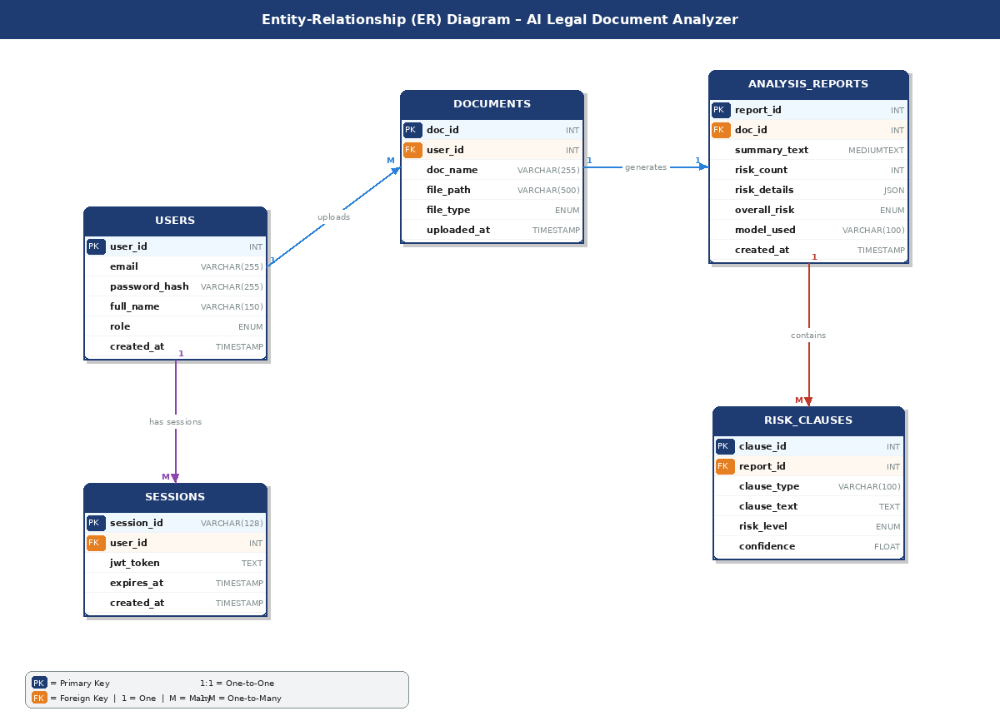 Entity-Relationship (ER) Diagram – AI Legal Document Analyzer
ANALYSIS_REPORTS
PK report_id INT
FK doc_id INT
summary_text MEDIUMTEXT
risk_count INT
risk_details JSON
overall_risk ENUM
model_used VARCHAR(100)
created_at TIMESTAMP
1
DOCUMENTS
PK doc_id INT
FK user_id INT
doc_name VARCHAR(255)
file_path VARCHAR(500)
file_type ENUM
uploaded_at TIMESTAMP
M
1 generates 1
uploads
1
USERS
PK user_id INT
email VARCHAR(255)
password_hash VARCHAR(255)
full_name VARCHAR(150)
role ENUM
created_at TIMESTAMP
1
contains
M
has sessions
M
RISK_CLAUSES
PK clause_id INT
FK report_id INT
clause_type VARCHAR(100)
clause_text TEXT
risk_level ENUM
confidence FLOAT
SESSIONS
PK session_id VARCHAR(128)
FK user_id INT
jwt_token TEXT
expires_at TIMESTAMP
created_at TIMESTAMP
PK = Primary Key 1:1 = One-to-One
FK = Foreign Key | 1 = One | M = Many 1:M = One-to-Many